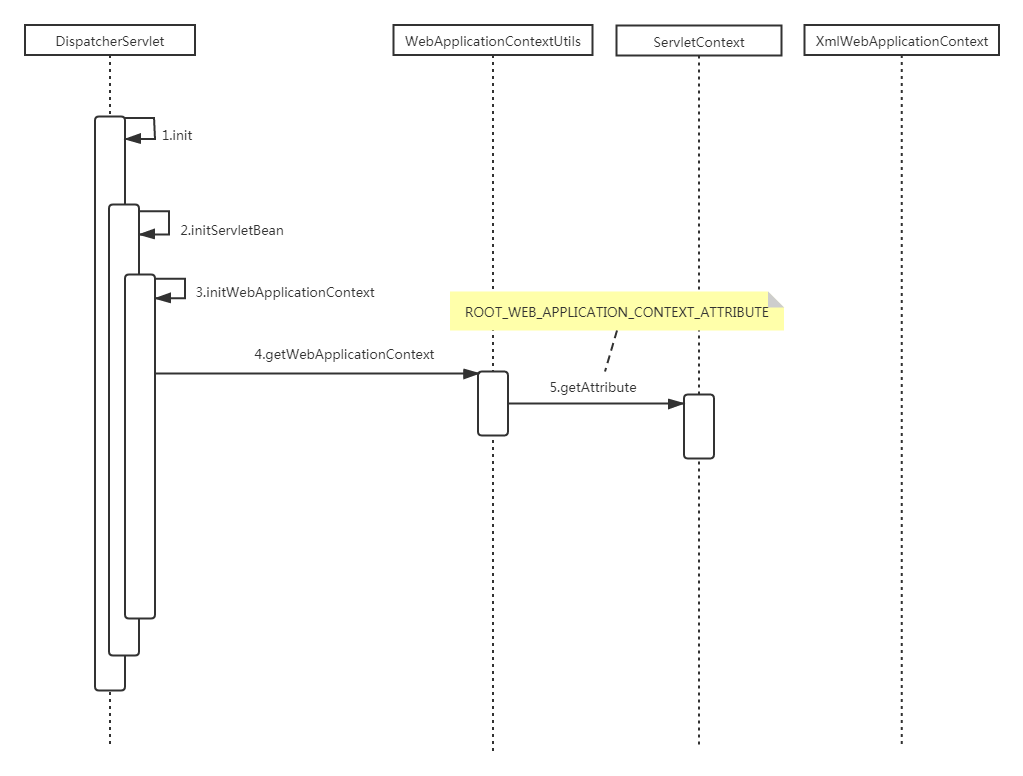 DispatcherServlet
WebApplicationContextUtils
ServletContext
XmlWebApplicationContext
1.init
2.initServletBean
3.initWebApplicationContext
ROOT_WEB_APPLICATION_CONTEXT_ATTRIBUTE
4.getWebApplicationContext
5.getAttribute